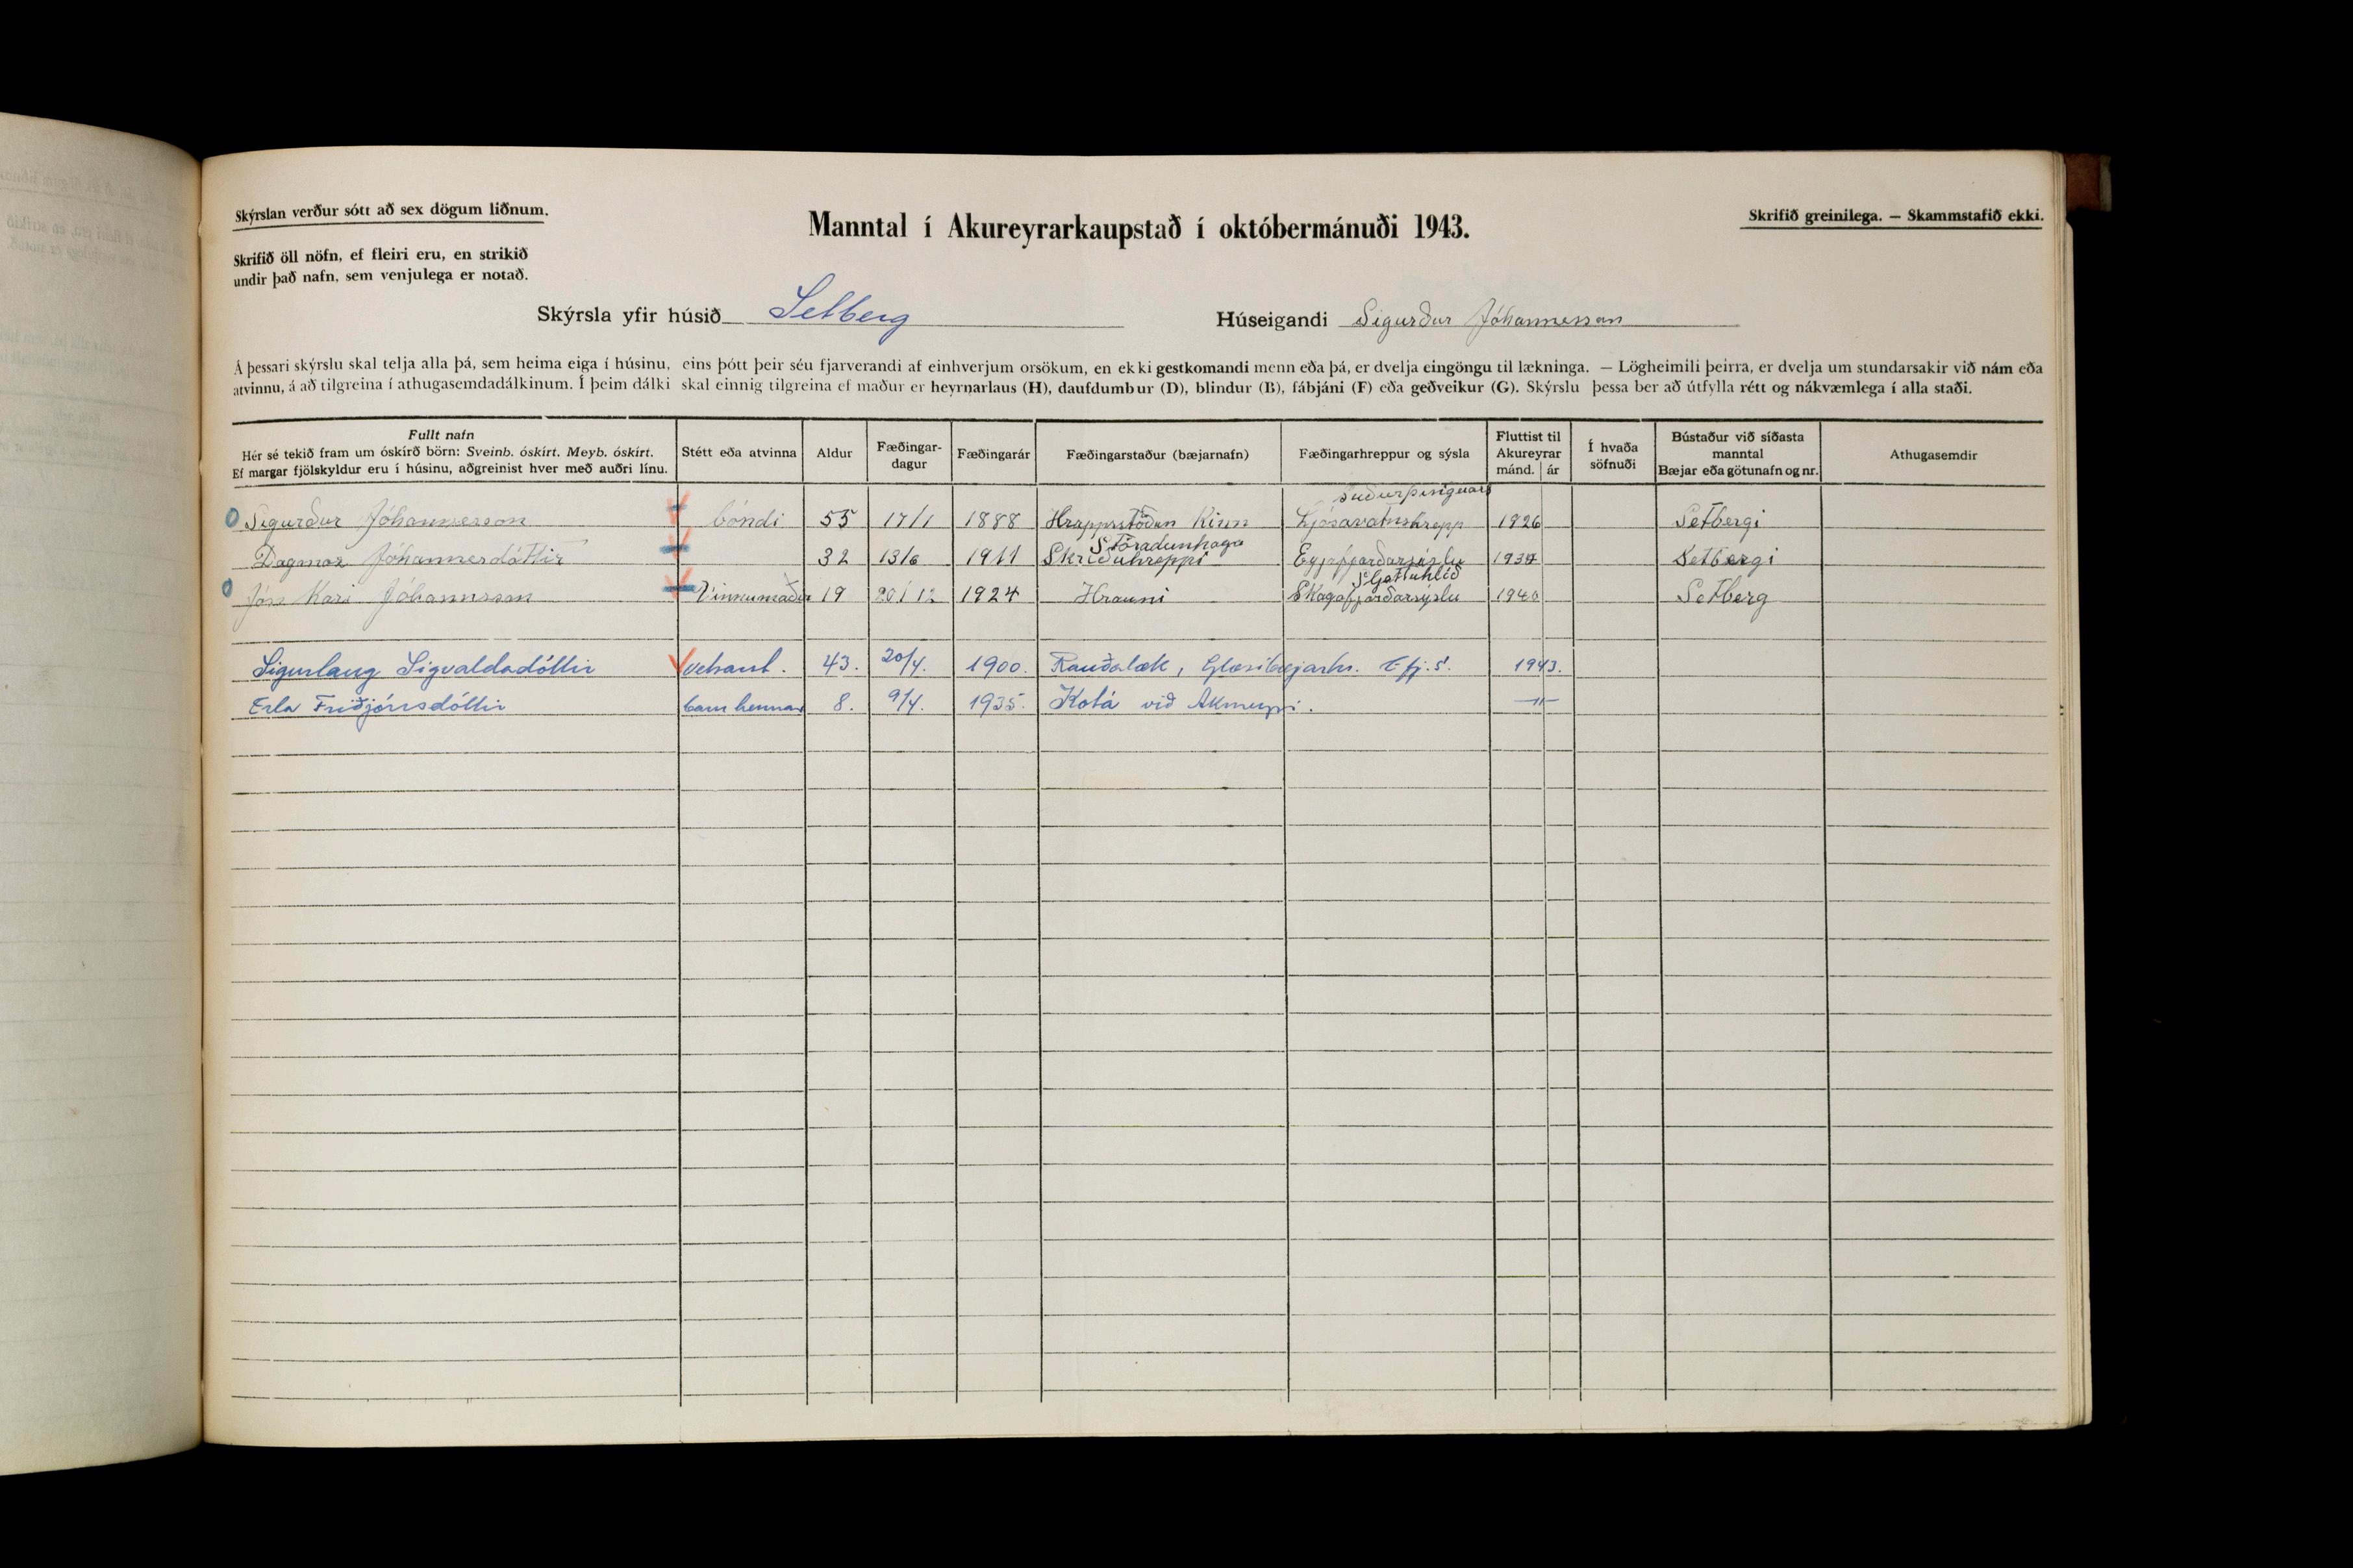 Skýrslan verður sótt að sex dögum liðnum.
Manntal í Akureyrarkaupstað í októbermánuði 1943.
Skrifið greinilega. — Skammstafið ekki.
Skrifið öll nöfn, ef fleiri eru, en strikið
undir það nafn, sem venjulega er notað.
Skýrsla yfir húsið Setberg
Húseigandi Sigurður Jóhannesson
Á þessari skýrslu skal telja alla þá, sem heima eiga í húsinu, eins þótt þeir séu fjarverandi af einhverjum orsökum, en ekki gestkomandi menn eða þá, er dvelja eingöngu til lækninga. — Lögheimili þeirra, er dvelja um stundarsakir við nám eða
atvinnu, á að tilgreina í athugasemdadálkinum. Í þeim dálki skal einnig tilgreina ef maður er heyrnarlaus (H), daufdumbur (D), blindur (B), fábjáni (F) eða geðveikur (G). Skýrslu þessa ber að útfylla rétt og nákvæmlega í alla staði.
Fullt nafn
Hér sé tekið fram um óskírð börn: Sveinb. óskírt. Meyb. óskírt.
Ef margar fjölskyldur eru í húsinu, aðgreinist hver með auðri línu.
Stétt eða atvinna
Aldur
Fæðingar-
dagur
Fæðingarár
Fæðingarstaður (bæjarnafn)
Fæðingarhreppur og sýsla
Fluttist til
Akureyrar
mánd. ár
Í hvaða
söfnuði
Bústaður við síðasta
manntal
Bæjar eða götunafn og nr.
Athugasemdir
Sigurður Jóhannesson bóndi 55 17/1 1888 Hrappsstöðum Kinn Ljósavatnshrepp 1926 Setbergi
Stóradunhaga
Dagmar Jóhannesdóttir 32 13/6 1911 Skriðuhreppi Eyjafjarðarsýslu 1934 Setbergi
Jón Kari Jóhannsson Vinnumaður 19 20/12 1924 Hrauni Skagafjarðarsýslu 1940 Setberg
Sigurlaug Sigvaldadóttir verkast. 43. 20/4. 1900. Rauðalæk, Glæsibæjarhr. Efj.s. 1943.
Erla Friðjónsdóttir barn hennar 8. 9/4. 1935. Kotá við Akureyri. —"—